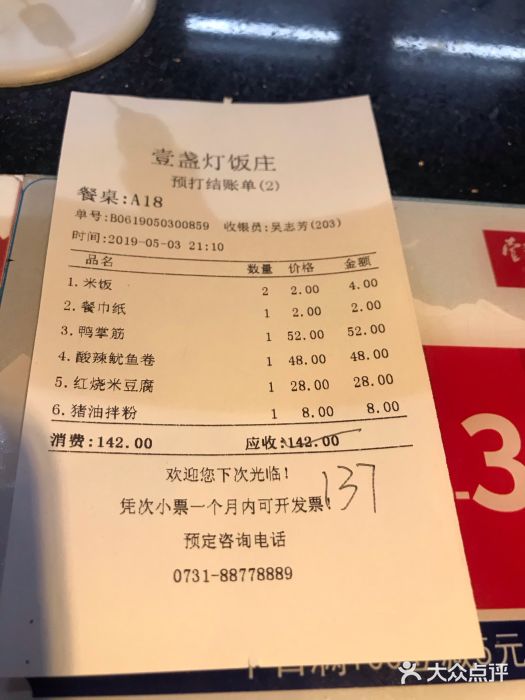 壹盏灯饭庄
预打结账单(2)
餐桌:A18
单号:B0619050300859 收银员:吴志芳(203)
时间:2019-05-03 21:10
品名 数量 价格 金额
1. 米饭 2 2.00 4.00
2. 餐巾纸 1 2.00 2.00
3. 鸭掌筋 1 52.00 52.00
4. 酸辣鱿鱼卷 1 48.00 48.00
5. 红烧米豆腐 1 28.00 28.00
6. 猪油拌粉 1 8.00 8.00
消费:142.00 应收:142.00
欢迎您下次光临!
137
凭次小票一个月内可开发票!
预定咨询电话
0731-88778889
壹
.3
5元
大众点评